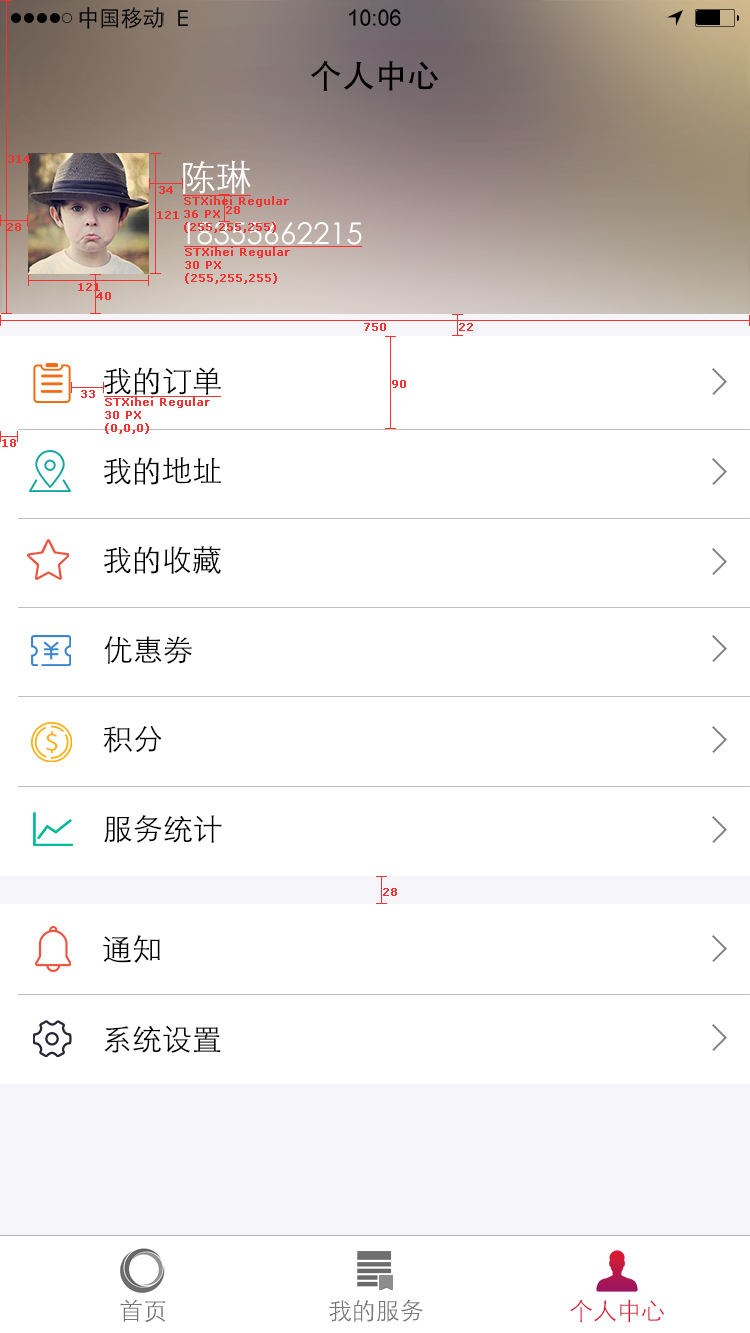 中国移动 E 10:06
个人中心
314
陈琳
34
STXihei Regular
121
36 PX
28
(255,255,255)
28
18555862215
STXihei Regular
30 PX
(255,255,255)
121
40
750
22
我的订单
33
90
STXihei Regular
30 PX
(0,0,0)
18
我的地址
我的收藏
优惠券
积分
服务统计
28
通知
系统设置
首页
我的服务
个人中心